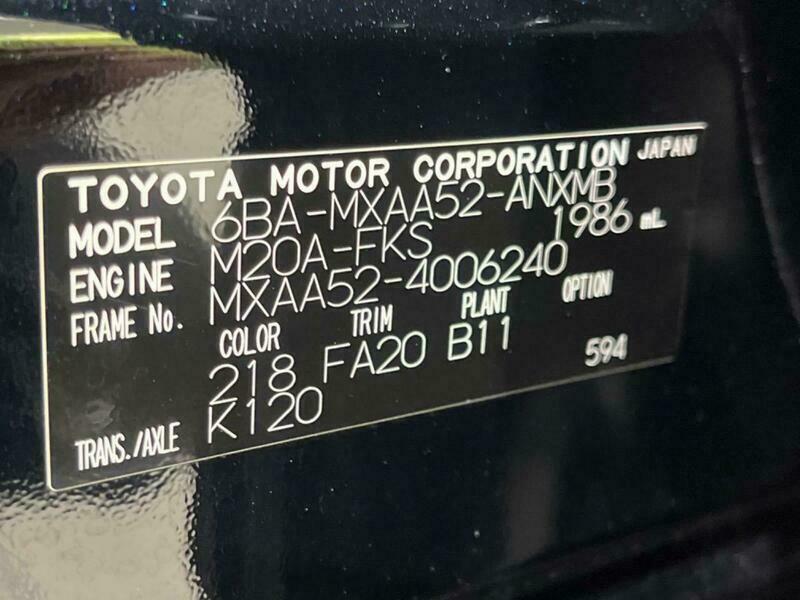 TOYOTA MOTOR CORPORATION JAPAN
MODEL 6BA-MXAA52-ANXMB
ENGINE M20A-FKS 1986 mL
FRAME No. MXAA52-4006240
COLOR TRIM PLANT OPTION
218 FA20 B11 594
TRANS./AXLE K120